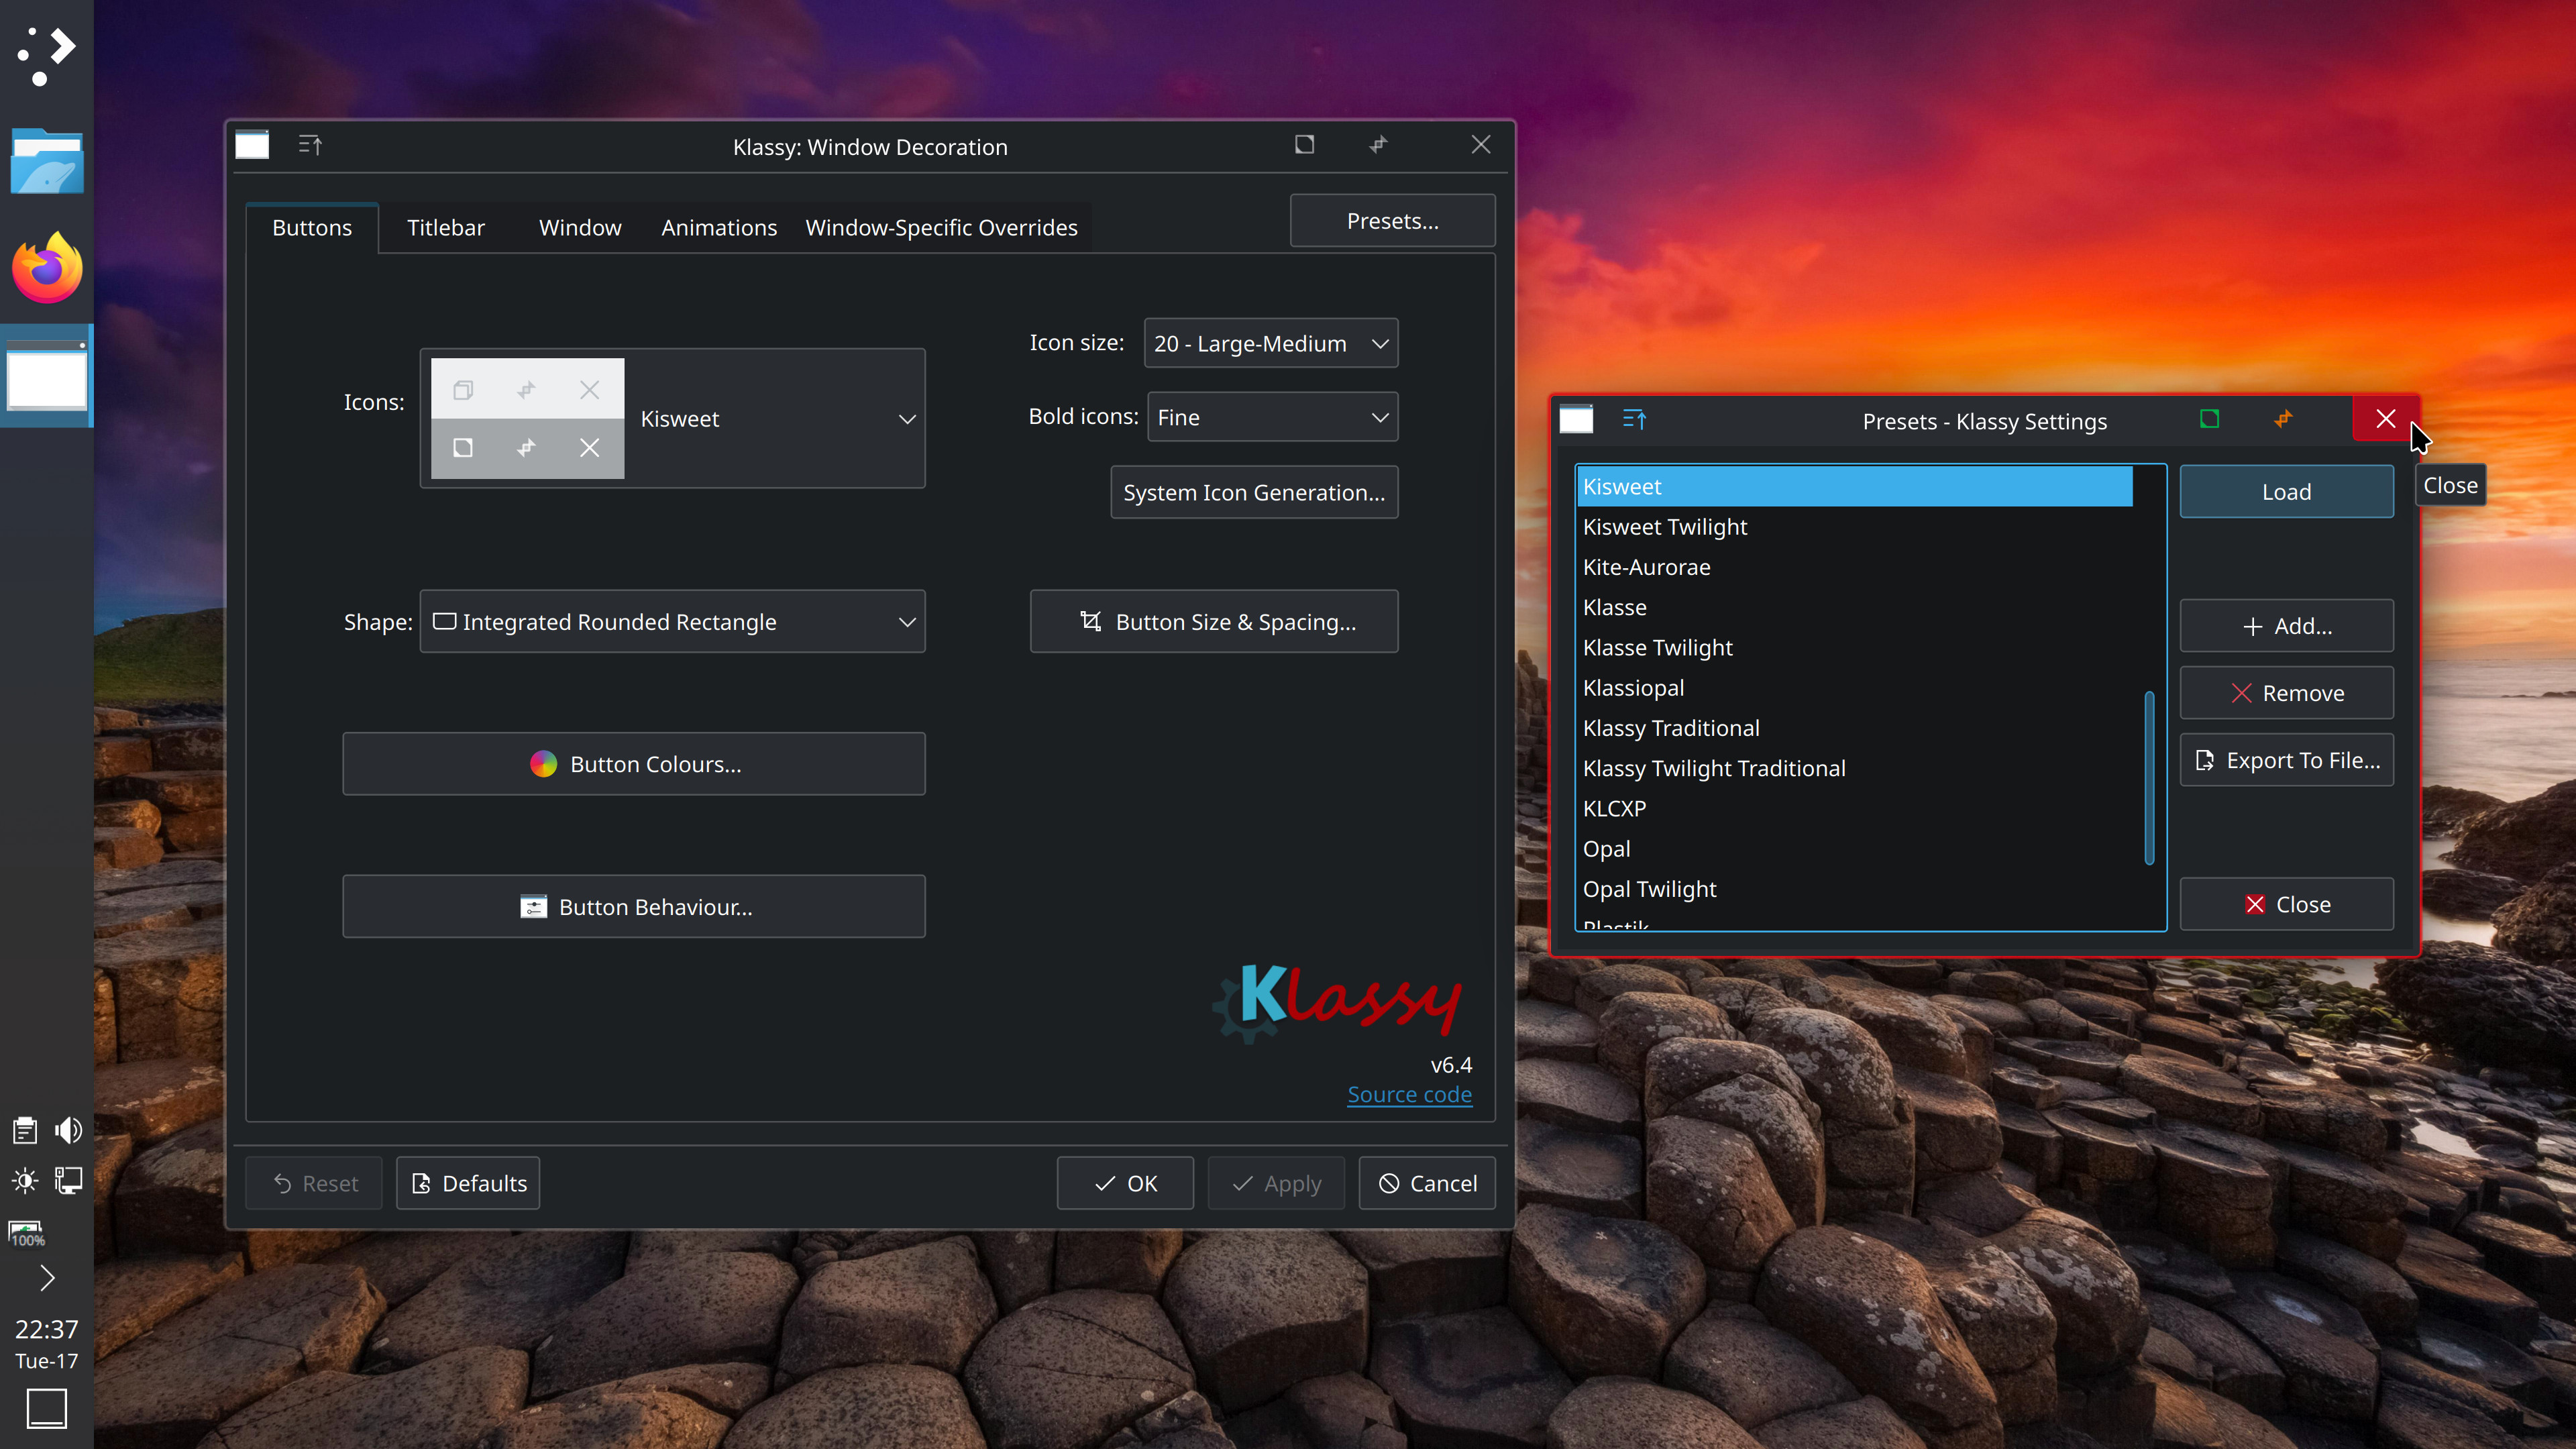 Klassy: Window Decoration
Buttons
Titlebar
Window
Animations
Window-Specific Overrides
Presets...
Icons:
Kisweet
Icon size:
20 - Large-Medium
Bold icons:
Fine
System Icon Generation...
Shape:
Integrated Rounded Rectangle
Button Size & Spacing...
Button Colours...
Button Behaviour...
Klassy
v6.4
Source code
Reset
Defaults
OK
Apply
Cancel
Presets - Klassy Settings
Kisweet
Kisweet Twilight
Kite-Aurorae
Klasse
Klasse Twilight
Klassiopal
Klassy Traditional
Klassy Twilight Traditional
KLCXP
Opal
Opal Twilight
Plastik
Load
Add...
Remove
Export To File...
Close
Close
100%
22:37
Tue-17